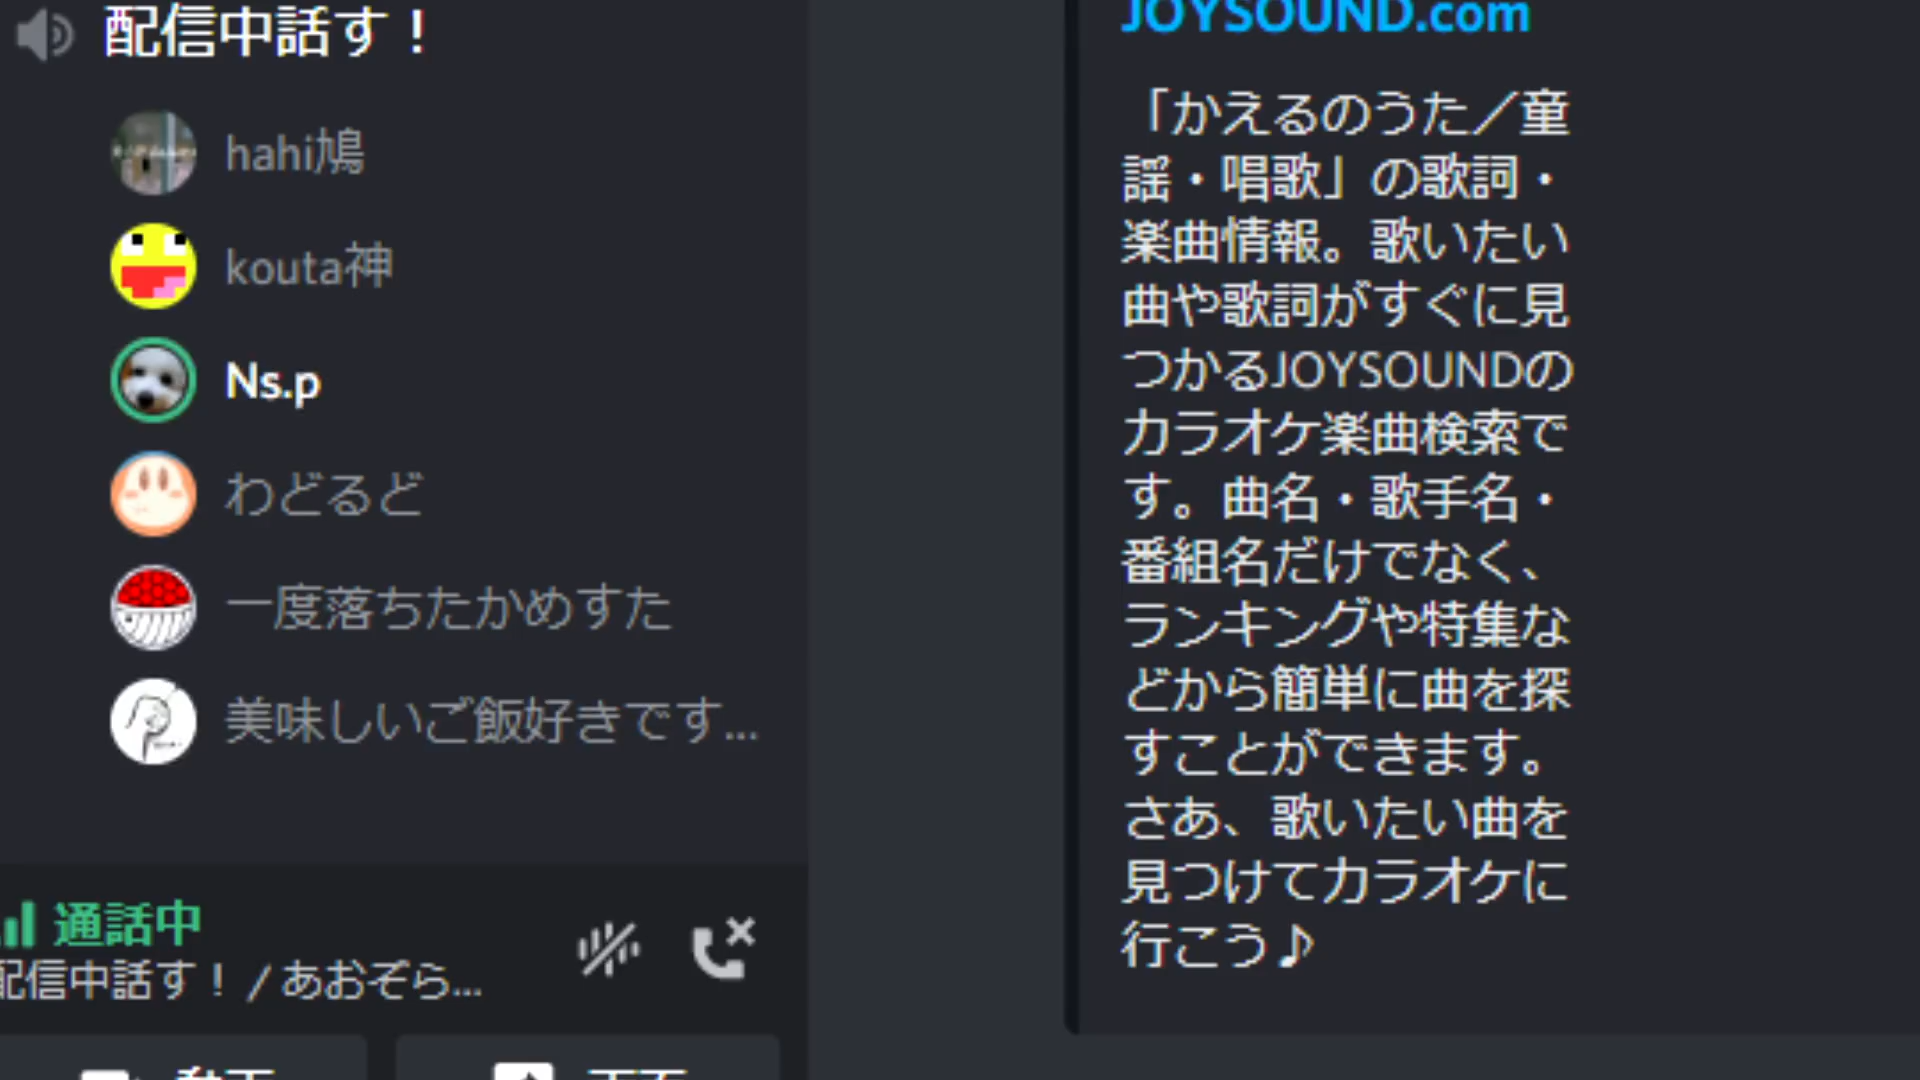 配信中話す！
hahi鳩
kouta神
Ns.p
わどるど
一度落ちたかめすた
美味しいご飯好きです...
通話中
配信中話す！ / あおぞら...
動画
画面
JOYSOUND.com
「かえるのうた／童
謡・唱歌」の歌詞・
楽曲情報。歌いたい
曲や歌詞がすぐに見
つかるJOYSOUNDの
カラオケ楽曲検索で
す。曲名・歌手名・
番組名だけでなく、
ランキングや特集な
どから簡単に曲を探
すことができます。
さあ、歌いたい曲を
見つけてカラオケに
行こう♪